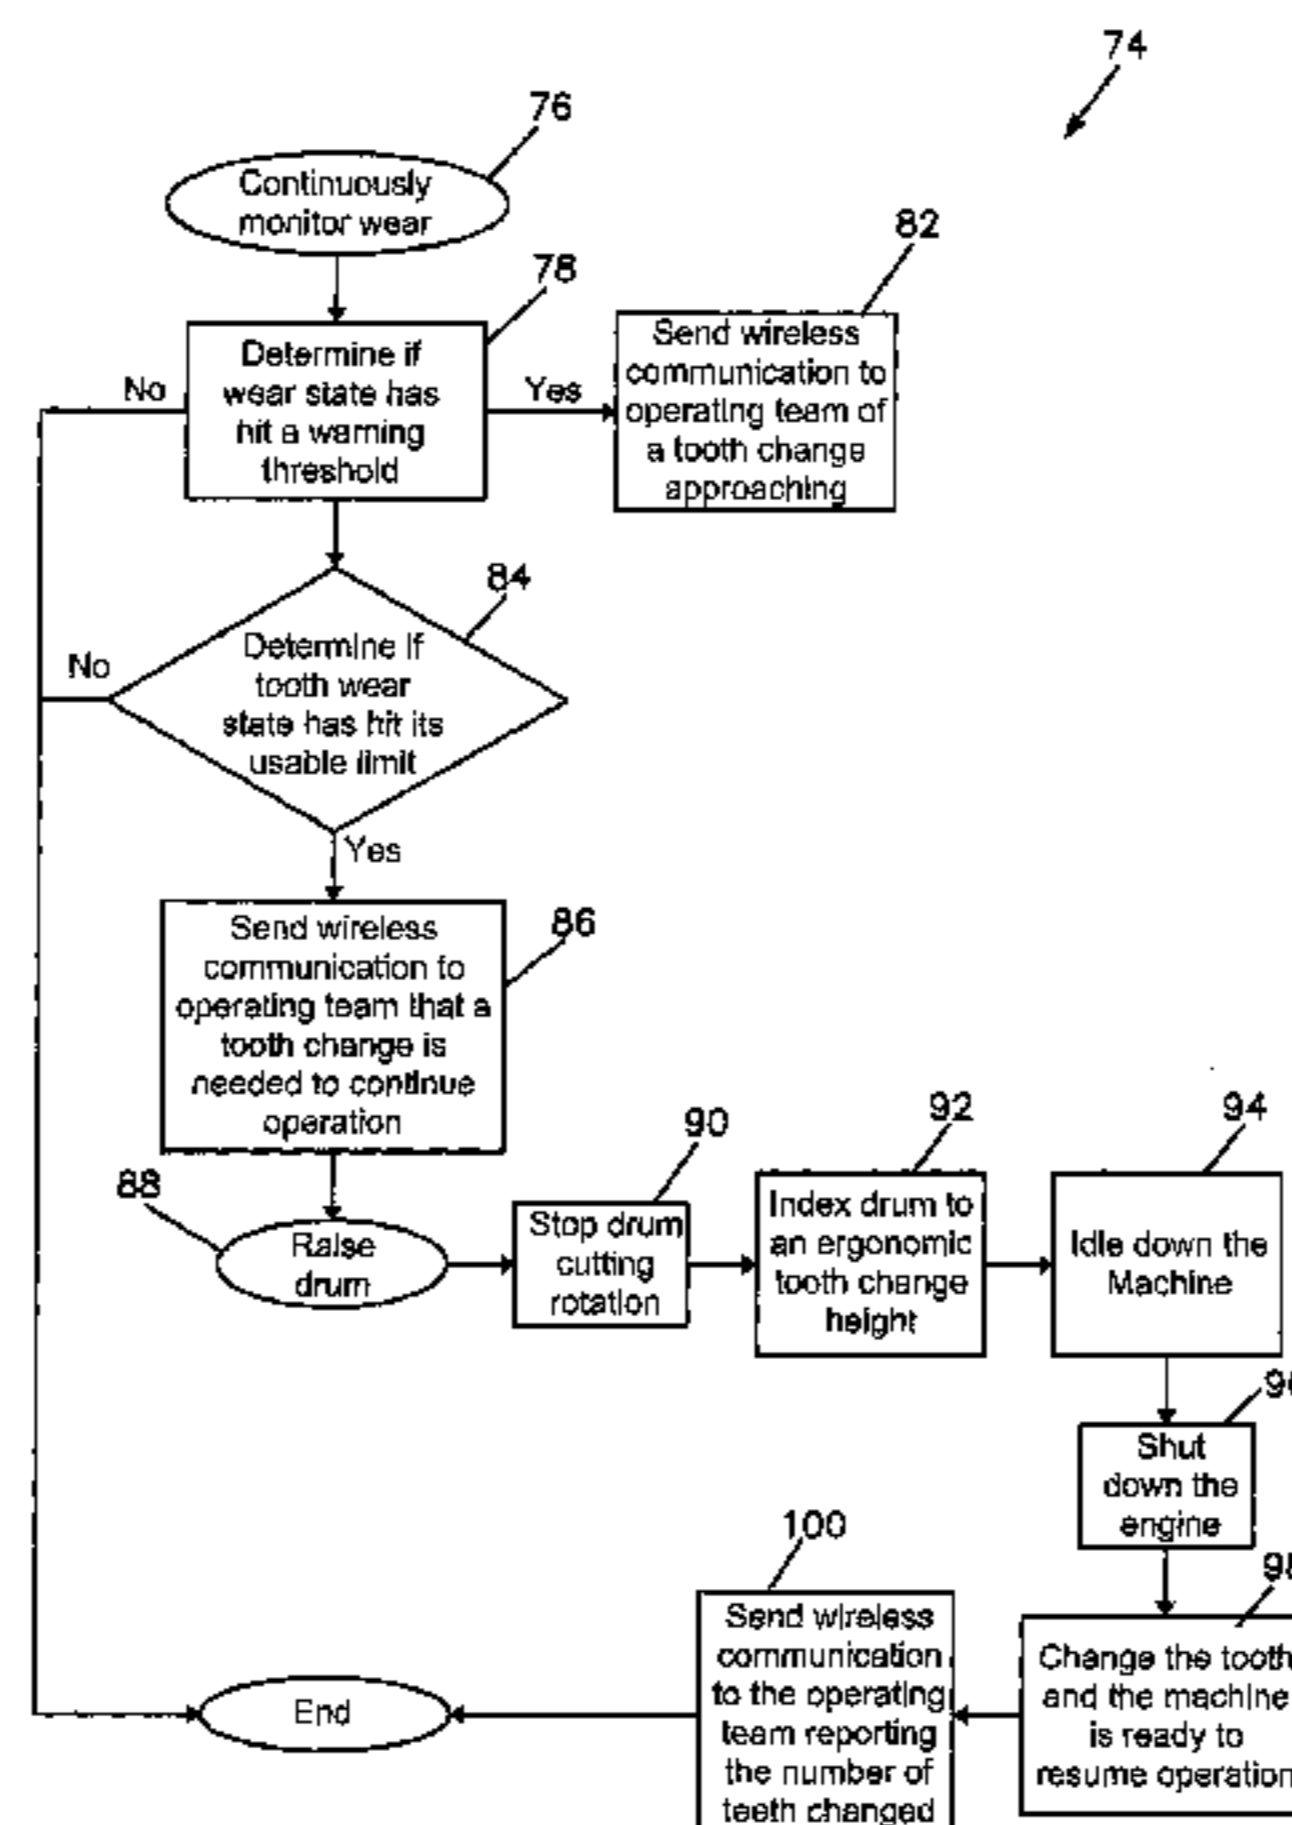 74
76
Continuously
monitor wear
78
82
Determine if
wear state has
hit a warning
threshold
No
Yes
Send wireless
communication to
operating team of
a tooth change
approaching
84
Determine if
tooth wear
state has hit its
usable limit
No
Yes
86
Send wireless
communication to
operating team that a
tooth change is
needed to continue
operation
88
Raise
drum
90
Stop drum
cutting
rotation
92
Index drum to
an ergonomic
tooth change
height
94
Idle down the
Machine
Shut
down the
engine
Change the tooth
and the machine
is ready to
resume operation
100
Send wireless
communication
to the operating
team reporting
the number of
teeth changed
End